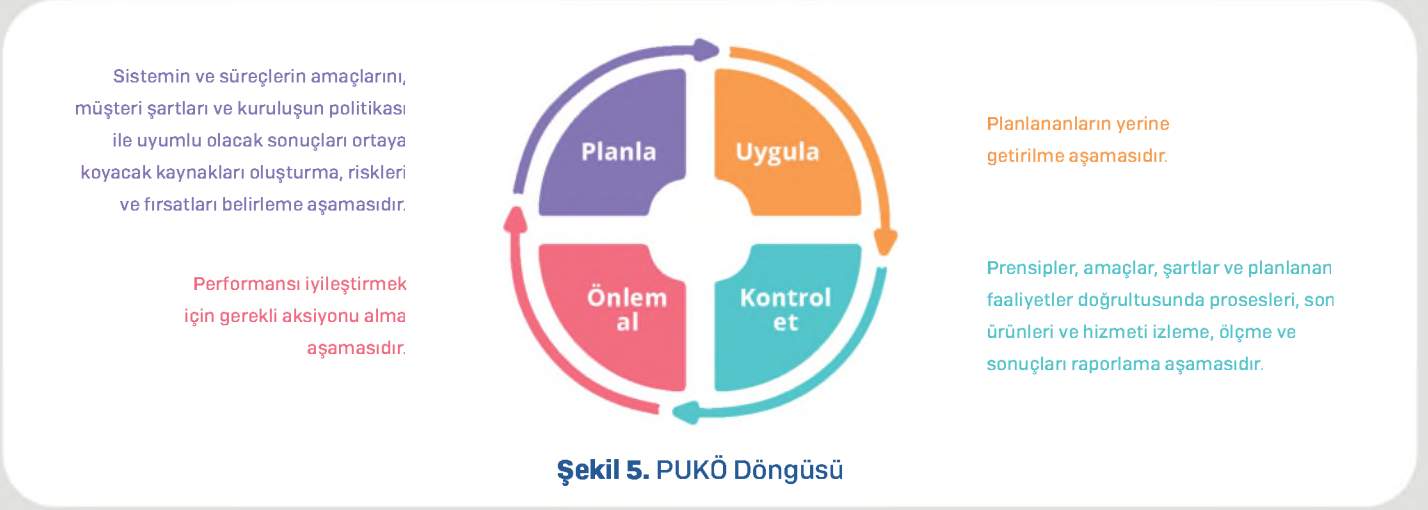 Sistemin ve süreçlerin amaçlarını,
müşteri şartları ve kuruluşun politikası
ile uyumlu olacak sonuçları ortaya
koyacak kaynakları oluşturma, riskleri
ve fırsatları belirleme aşamasıdır.
Planla
Uygula
Planlananların yerine
getirilme aşamasıdır.
Performansı iyileştirmek
için gerekli aksiyonu alma
aşamasıdır.
Önlem
al
Kontrol
et
Prensipler, amaçlar, şartlar ve planlanan
faaliyetler doğrultusunda prosesleri, son
ürünleri ve hizmeti izleme, ölçme ve
sonuçları raporlama aşamasıdır.
Şekil 5. PUKÖ Döngüsü